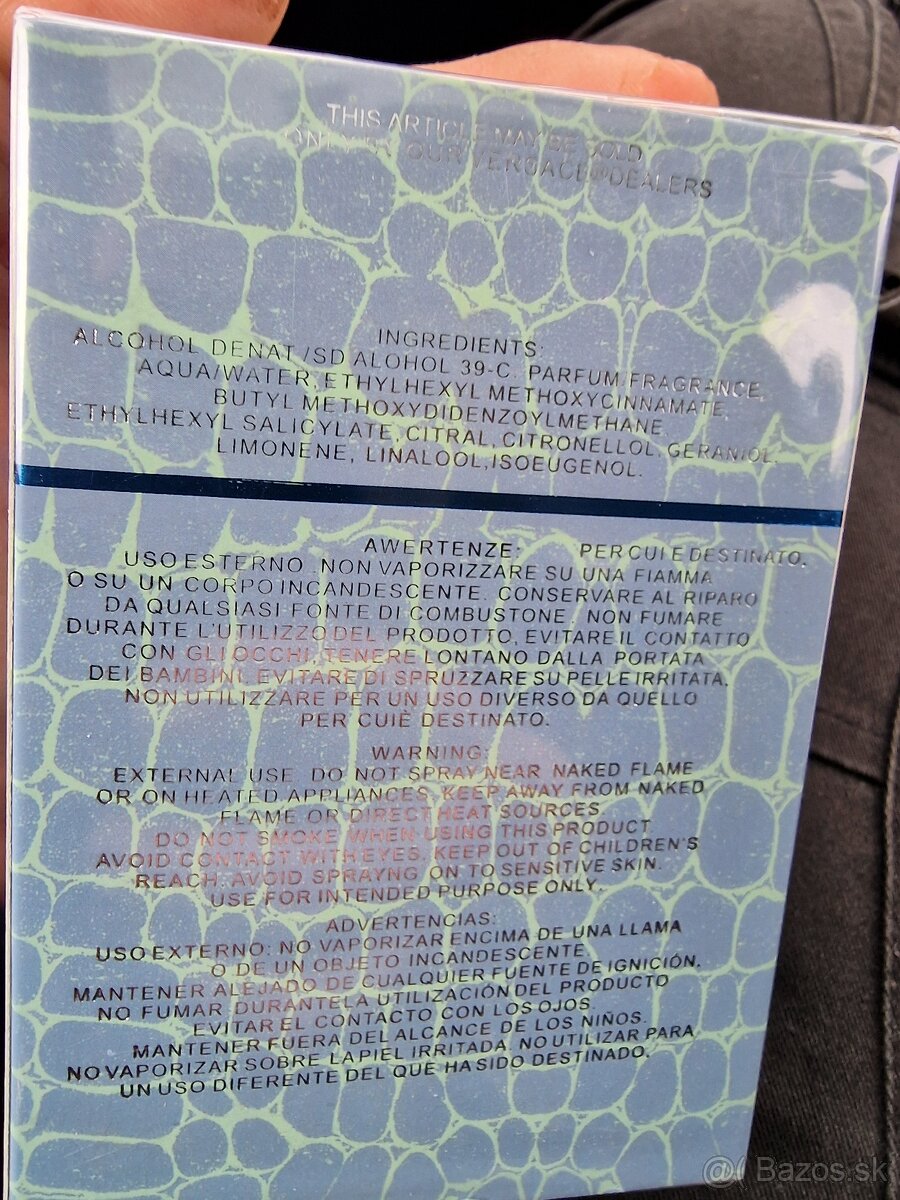 THIS ARTICLE MAY BE SOLD
ONLY BY OUR VERSACE®DEALERS
INGREDIENTS:
ALCOHOL DENAT/SD ALOHOL 39-C. PARFUM/FRAGRANCE,
AQUA/WATER, ETHYLHEXYL METHOXYCINNAMATE,
BUTYL METHOXYDIDENZOYLMETHANE.
ETHYLHEXYL SALICYLATE, CITRAL, CITRONELLOL, GERANIOL.
LIMONENE, LINALOOL,ISOEUGENOL.
AWERTENZE: PER CUI E DESTINATO.
USO ESTERNO. NON VAPORIZZARE SU UNA FIAMMA
O SU UN CORPO INCANDESCENTE. CONSERVARE AL RIPARO
DA QUALSIASI FONTE DI COMBUSTONE. NON FUMARE
DURANTE L'UTILIZZO DEL PRODOTTO, EVITARE IL CONTATTO
CON GLI OCCHI, TENERE LONTANO DALLA PORTATA
DEI BAMBINI. EVITARE DI SPRUZZARE SU PELLE IRRITATA.
NON UTILIZZARE PER UN USO DIVERSO DA QUELLO
PER CUIÈ DESTINATO.
WARNING:
EXTERNAL USE. DO NOT SPRAY NEAR NAKED FLAME
OR ON HEATED APPLIANCES, KEEP AWAY FROM NAKED
FLAME OR DIRECT HEAT SOURCES.
DO NOT SMOKE WHEN USING THIS PRODUCT
AVOID CONTACT WITH EYES. KEEP OUT OF CHILDREN'S
REACH. AVOID SPRAYNG ON TO SENSITIVE SKIN.
USE FOR INTENDED PURPOSE ONLY.
ADVERTENCIAS:
USO EXTERNO: NO VAPORIZAR ENCIMA DE UNA LLAMA
O DE UN OBJETO INCANDESCENTE.
MANTENER ALEJADO DE CUALQUIER FUENTE DE IGNICIÓN.
NO FUMAR, DURANTELA UTILIZACIÓN DEL PRODUCTO
EVITAR EL CONTACTO CON LOS OJOS.
MANTENER FUERA DEL ALCANCE DE LOS NIÑOS.
NO VAPORIZAR SOBRE LA PIEL IRRITADA. NO UTILIZAR PARA
UN USO DIFERENTE DEL QUE HA SIDO DESTINADO.
@( Bazos.sk